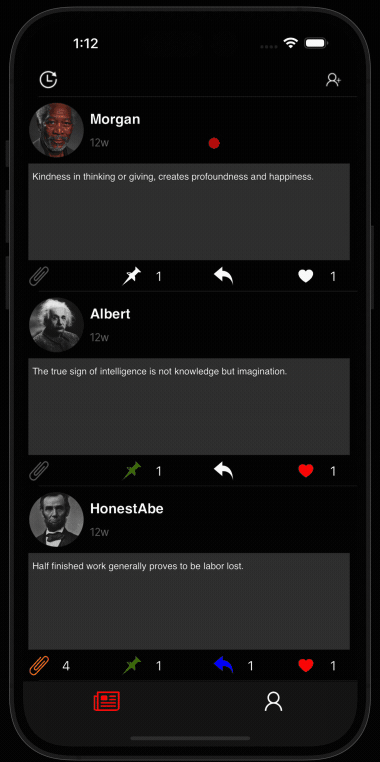 1:12
Morgan
12w
Kindness in thinking or giving, creates profoundness and happiness.
1
1
Albert
12w
The true sign of intelligence is not knowledge but imagination.
1
1
HonestAbe
12w
Half finished work generally proves to be labor lost.
4
1
1
1